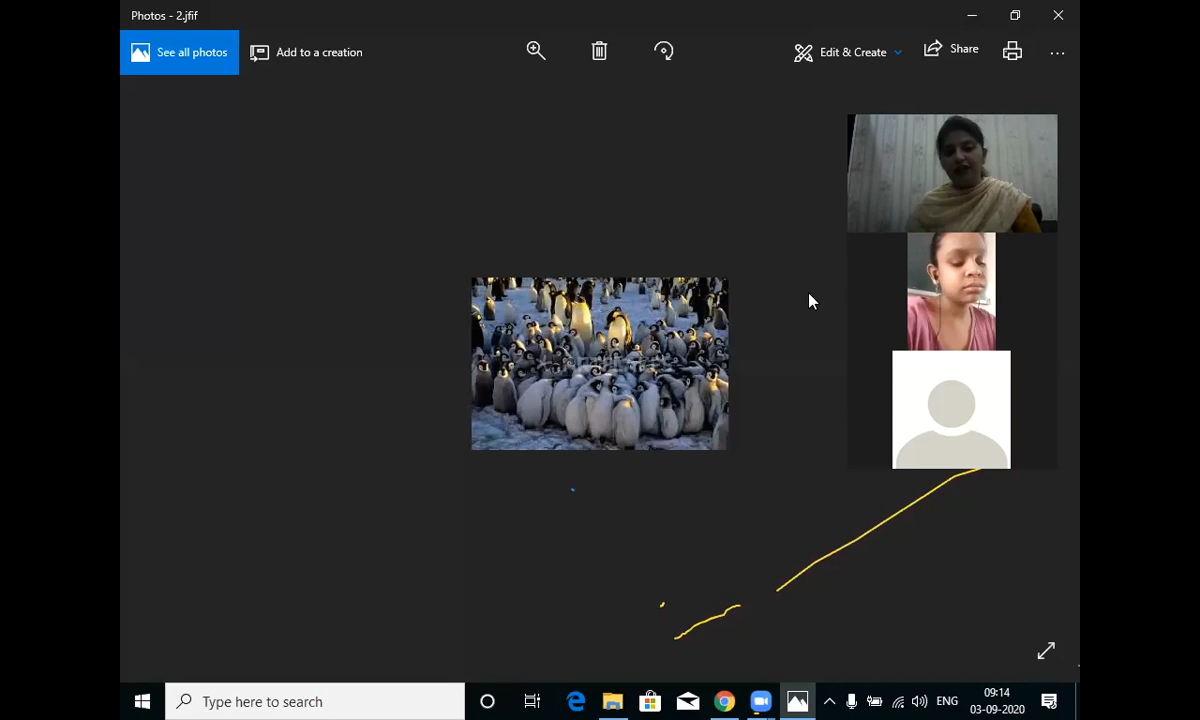 Photos - 2.jfif
See all photos
Add to a creation
Edit & Create
Share
Type here to search
ENG
09:14
03-09-2020